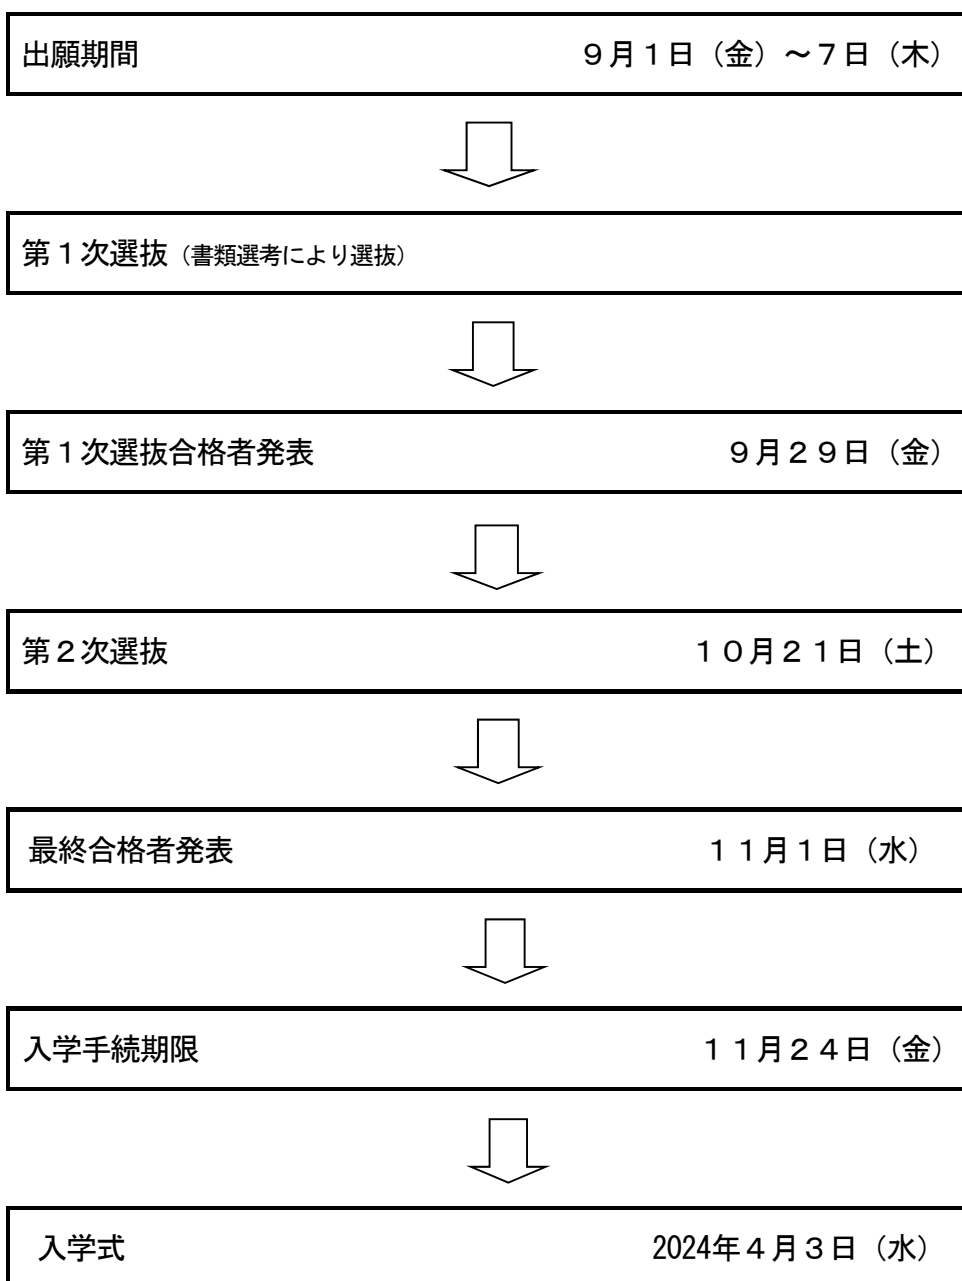 出願期間　９月１日（金）～７日（木）
第１次選抜（書類選考により選抜）
第１次選抜合格者発表　９月２９日（金）
第２次選抜　１０月２１日（土）
最終合格者発表　１１月１日（水）
入学手続期限　１１月２４日（金）
入学式　2024年４月３日（水）